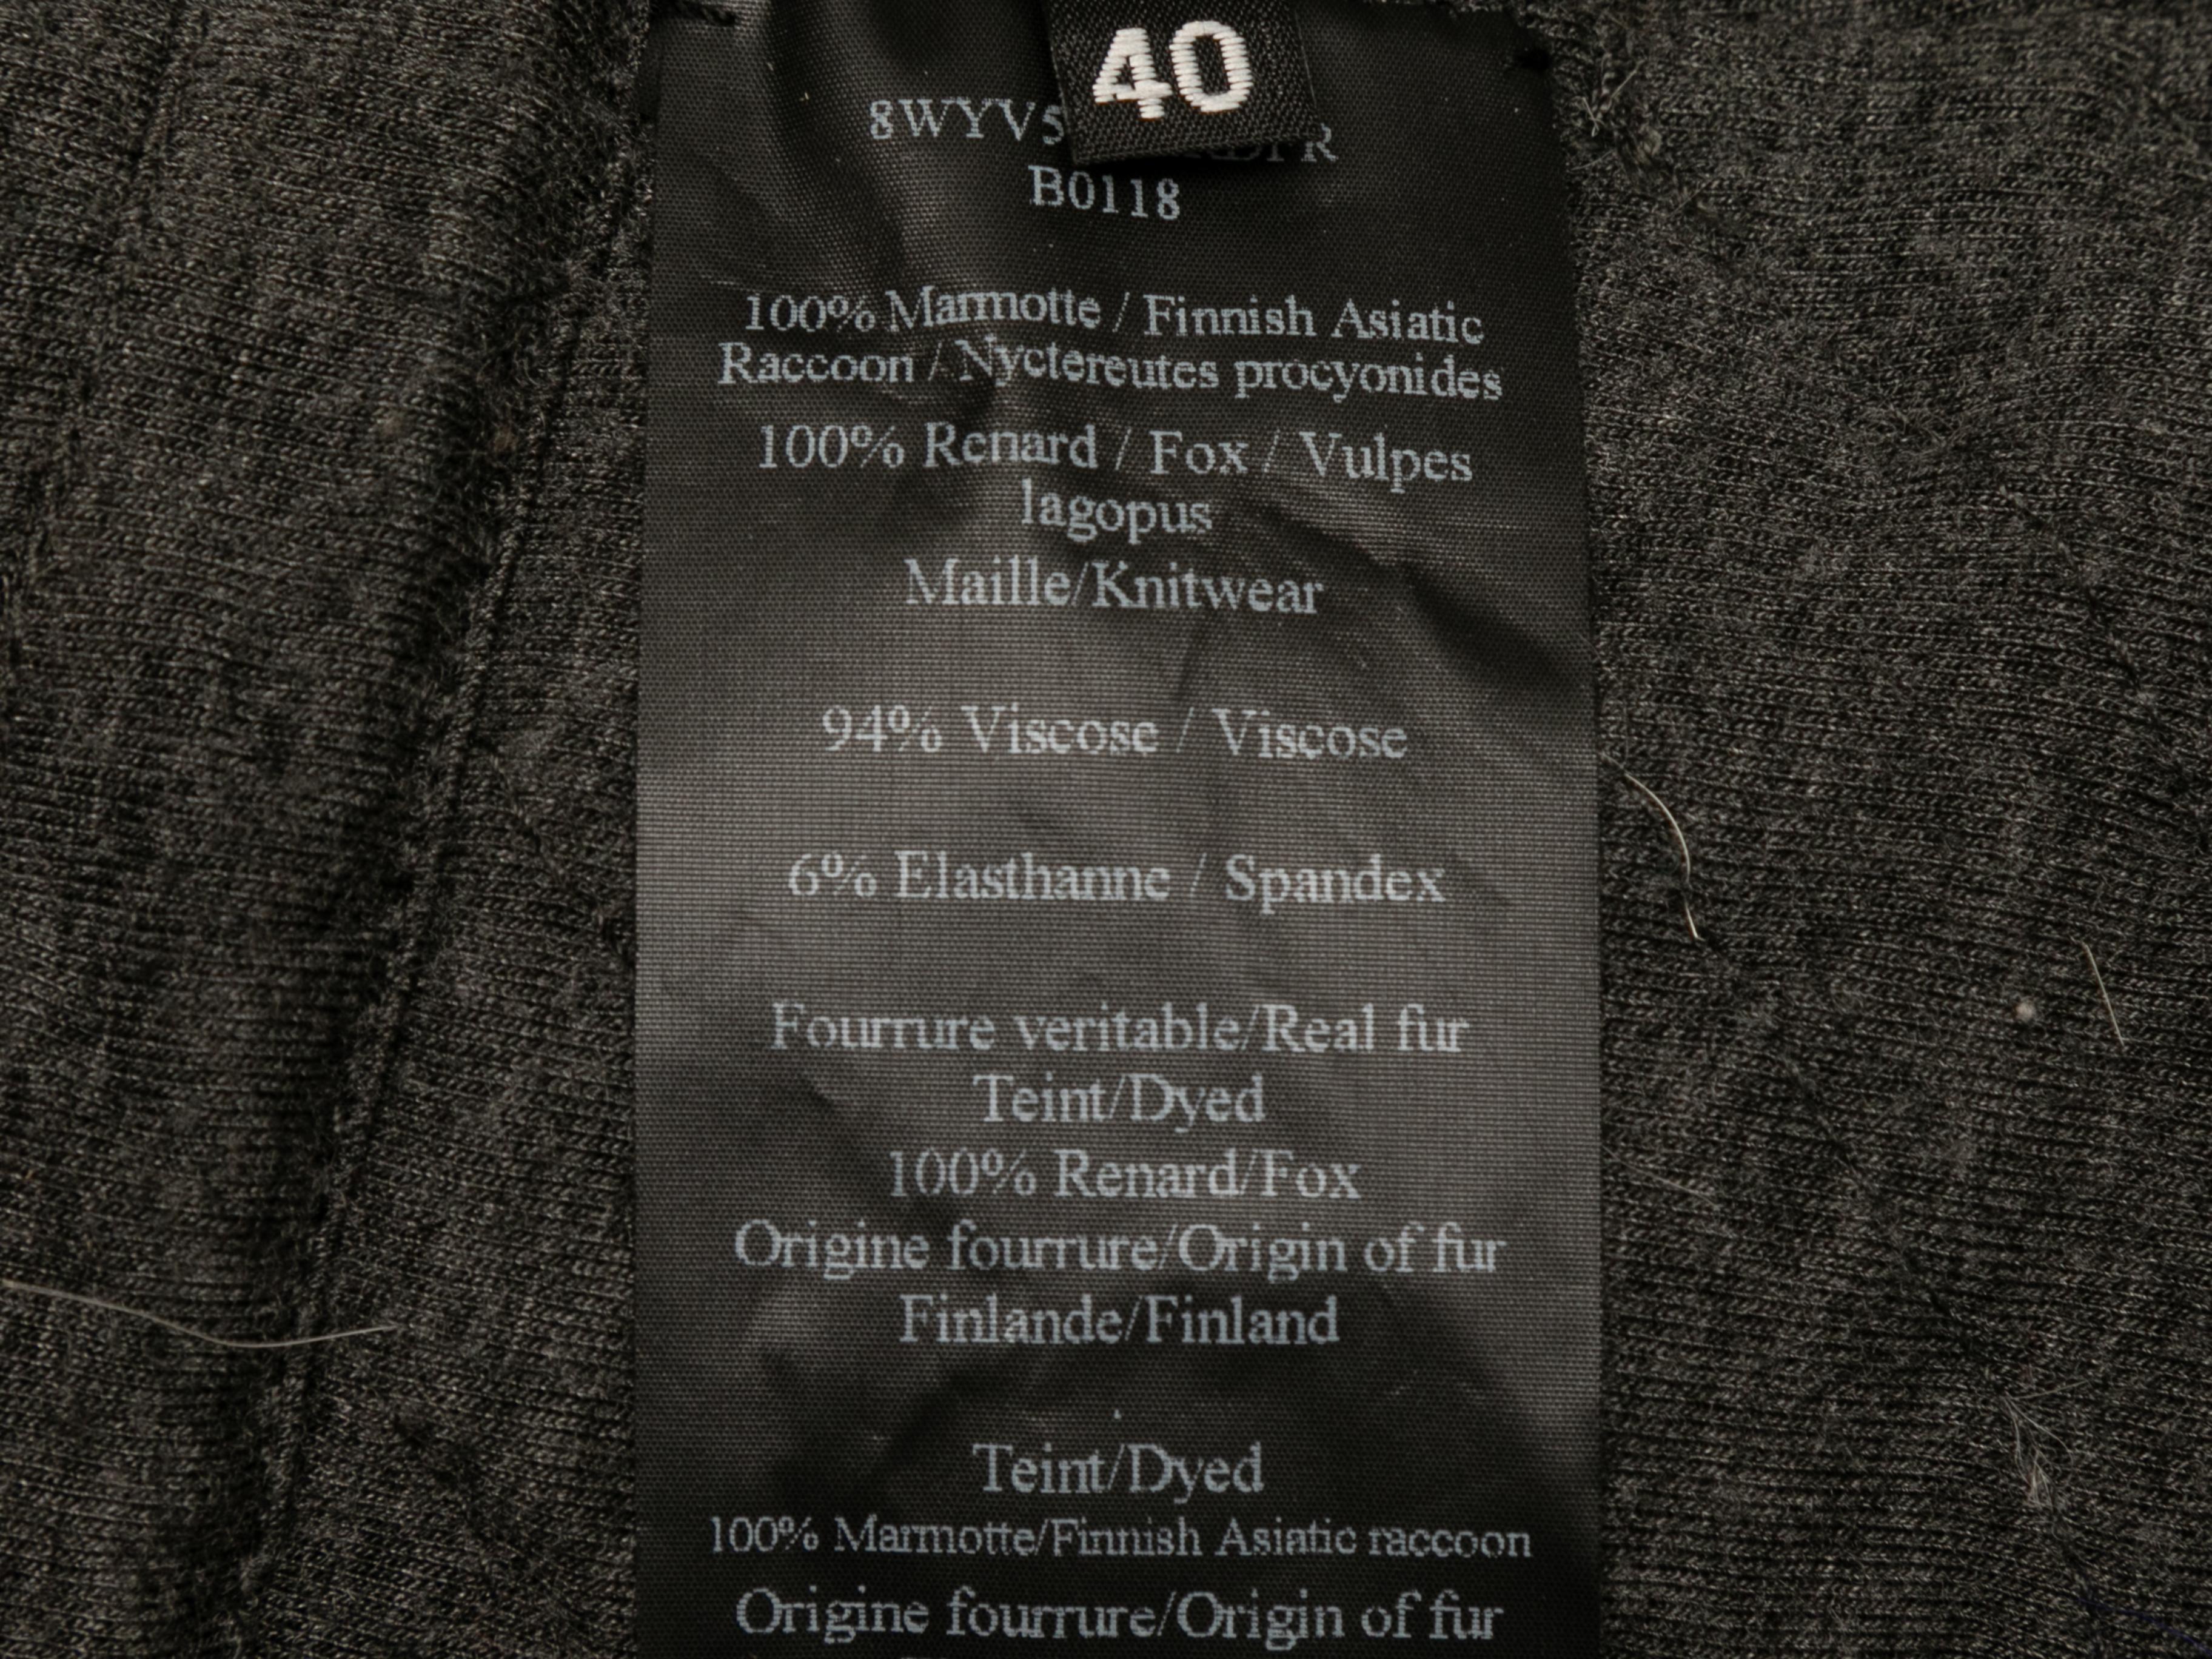 40
B0118
100% Marmotte / Finnish Asiatic
Raccoon / Nyctereutes procyonides
100% Renard / Fox / Vulpes
lagopus
Maille/Knitwear
94% Viscose / Viscose
6% Elasthanne / Spandex
Fourrure veritable/Real fur
Teint/Dyed
100% Renard/Fox
Origine fourrure/Origin of fur
Finlande/Finland
Teint/Dyed
100% Marmotte/Finnish Asiatic raccoon
Origine fourrure/Origin of fur